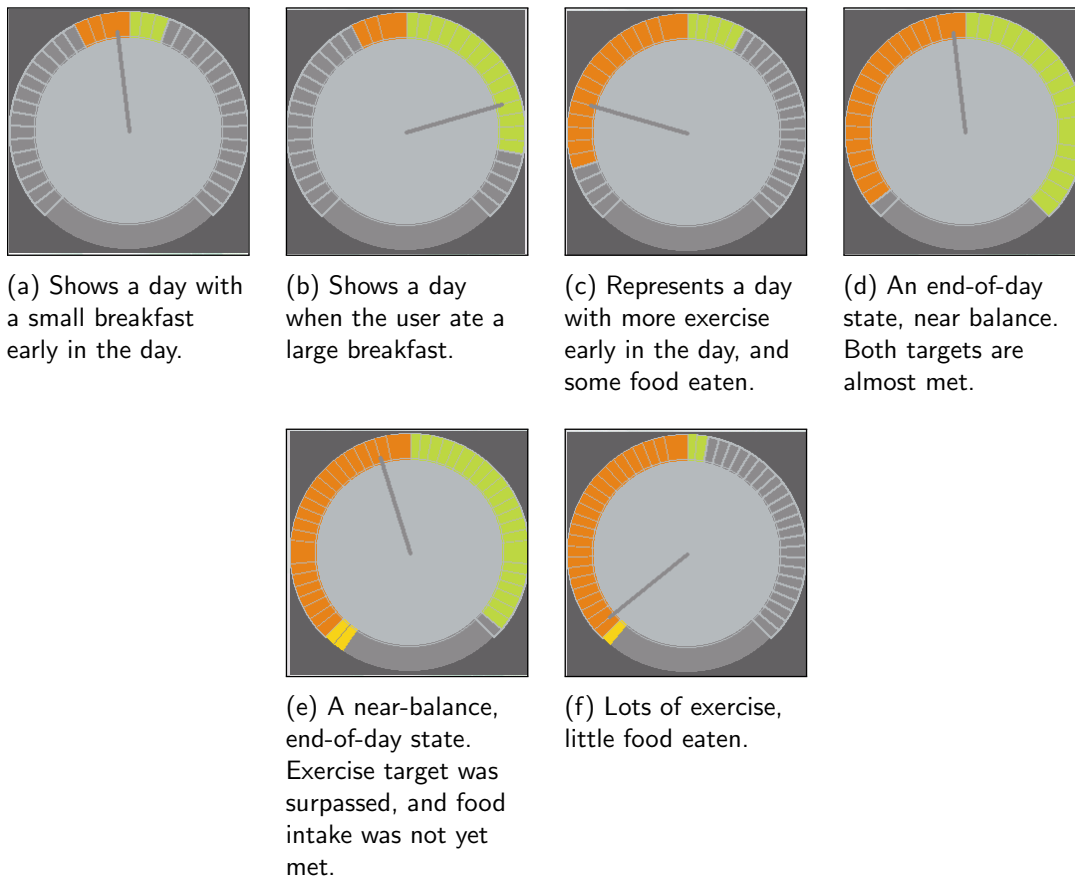 (a) Shows a day with
a small breakfast
early in the day.
(b) Shows a day
when the user ate a
large breakfast.
(c) Represents a day
with more exercise
early in the day, and
some food eaten.
(d) An end-of-day
state, near balance.
Both targets are
almost met.
(e) A near-balance,
end-of-day state.
Exercise target was
surpassed, and food
intake was not yet
met.
(f) Lots of exercise,
little food eaten.